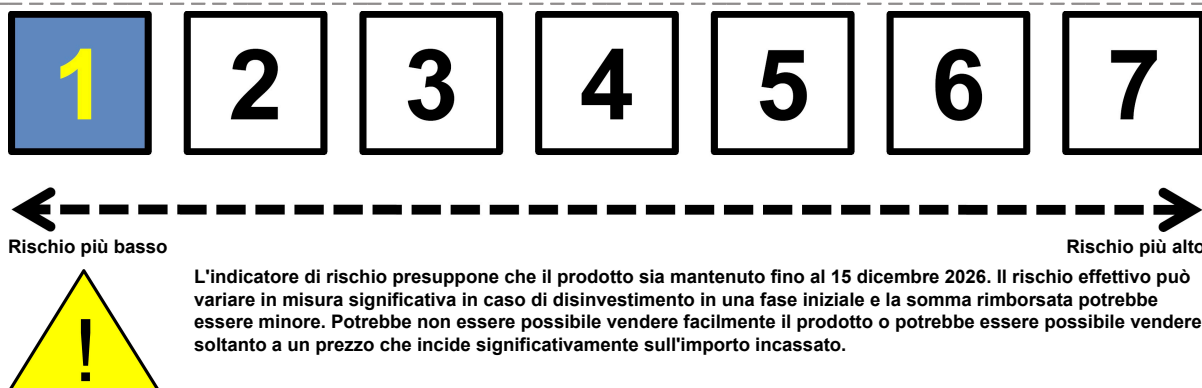 1 2 3 4 5 6 7
Rischio più basso Rischio più alto
L'indicatore di rischio presuppone che il prodotto sia mantenuto fino al 15 dicembre 2026. Il rischio effettivo può
variare in misura significativa in caso di disinvestimento in una fase iniziale e la somma rimborsata potrebbe
essere minore. Potrebbe non essere possibile vendere facilmente il prodotto o potrebbe essere possibile vendere
soltanto a un prezzo che incide significativamente sull'importo incassato.
!